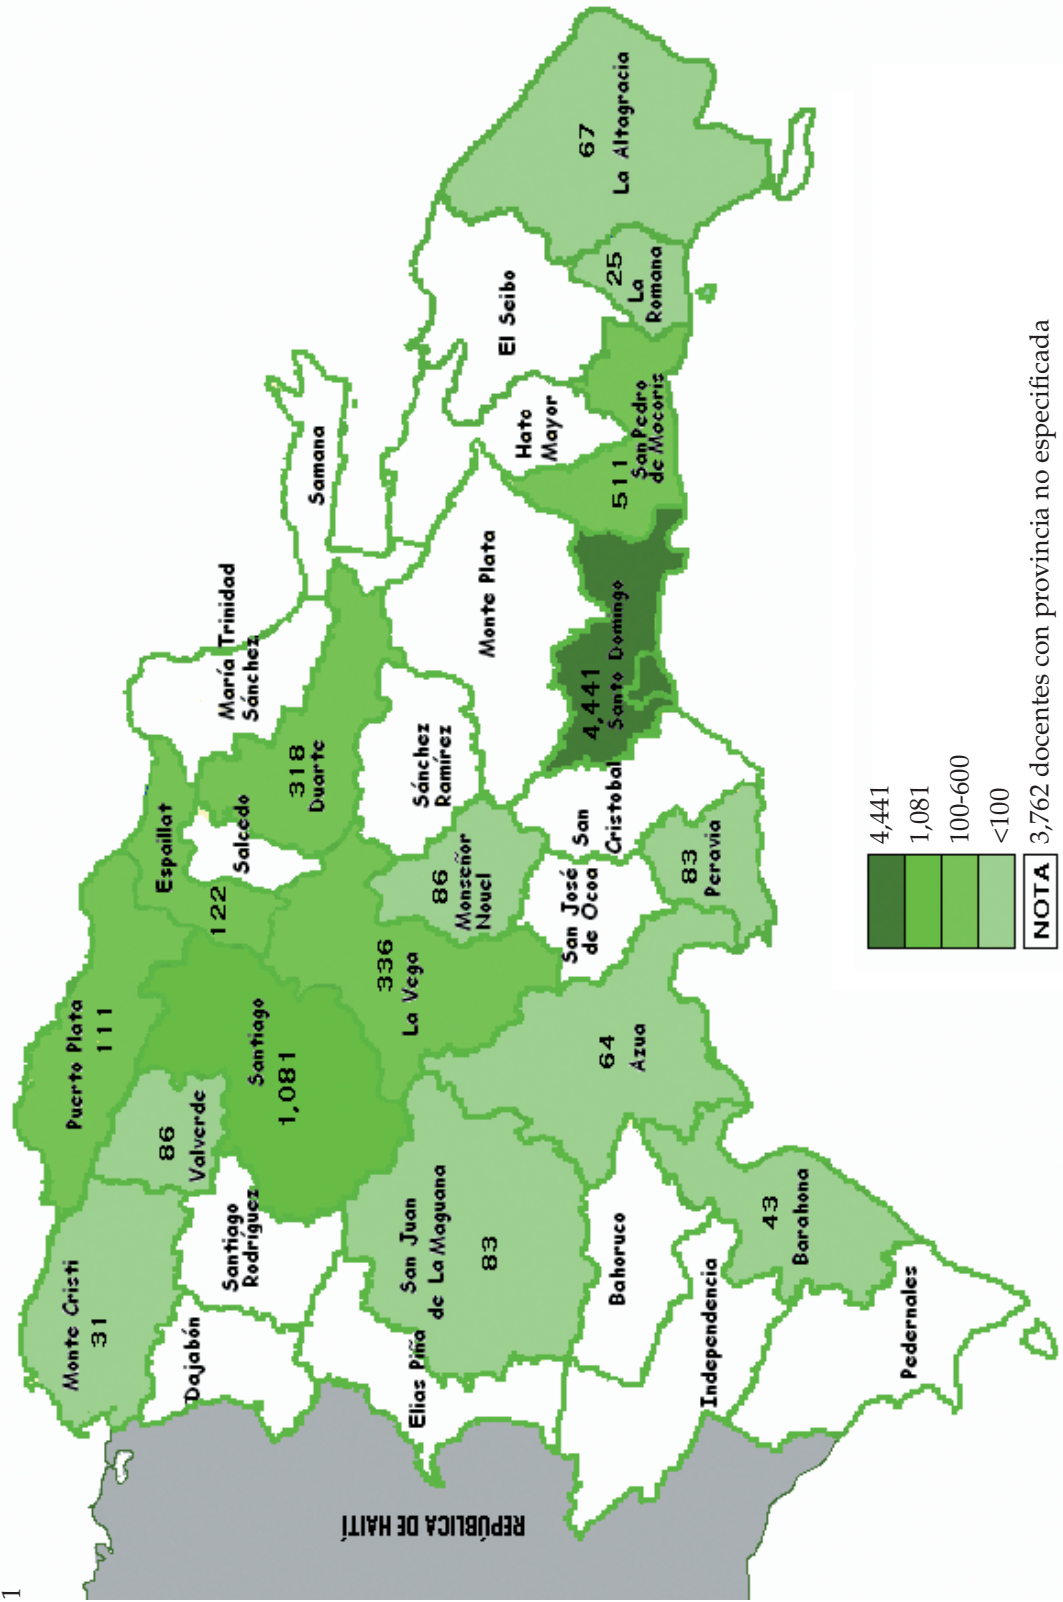 1
Monte Cristi
31
Puerto Plata
111
86
Valverde
Dajabón
Santiago
Rodríguez
Santiago
1,081
Espaillat
122
Salcedo
María Trinidad
Sánchez
318
Duarte
Samana
336
La Vega
86
Monseñor
Nouel
Sánchez
Ramírez
Monte Plata
Hato
Mayor
El Seibo
67
La Altagracia
25
La
Romana
511
San Pedro
de Macoris
4,441
Santo Domingo
San
Cristobal
San José
de Ocoa
83
Peravia
64
Azua
San Juan
de La Maguana
83
Elias Piña
Bahoruco
Independencia
43
Barahona
Pedernales
REPÚBLICA DE HAITÍ
4,441
1,081
100-600
<100
NOTA 3,762 docentes con provincia no especificada